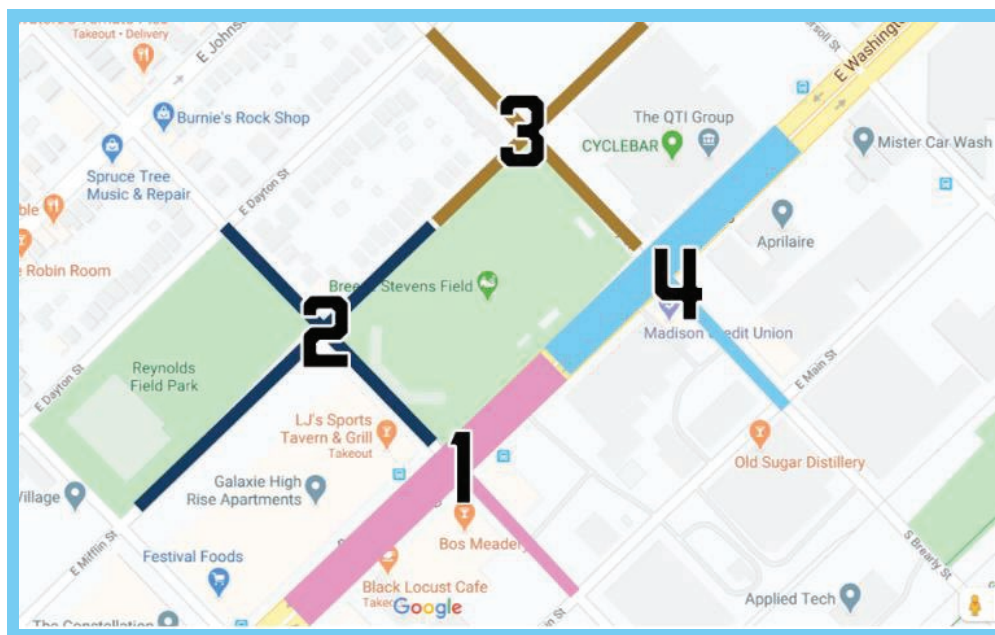 Takeout • Delivery
E Johns
ersoll St
E Washing
Burnie's Rock Shop
3
The QTI Group
CYCLEBAR
Mister Car Wash
Spruce Tree
Music & Repair
E Dayton St
Aprilaire
e Robin Room
4
Breese Stevens Field
2
Madison Credit Union
Reynolds
Field Park
E Dayton St
E Main St
LJ's Sports
Tavern & Grill
Takeout
1
Old Sugar Distillery
Galaxie High
Rise Apartments
Village
Bos Meadery
E Mifflin St
Festival Foods
S Brearly St
Black Locust Cafe
Google
Applied Tech
The Constellation